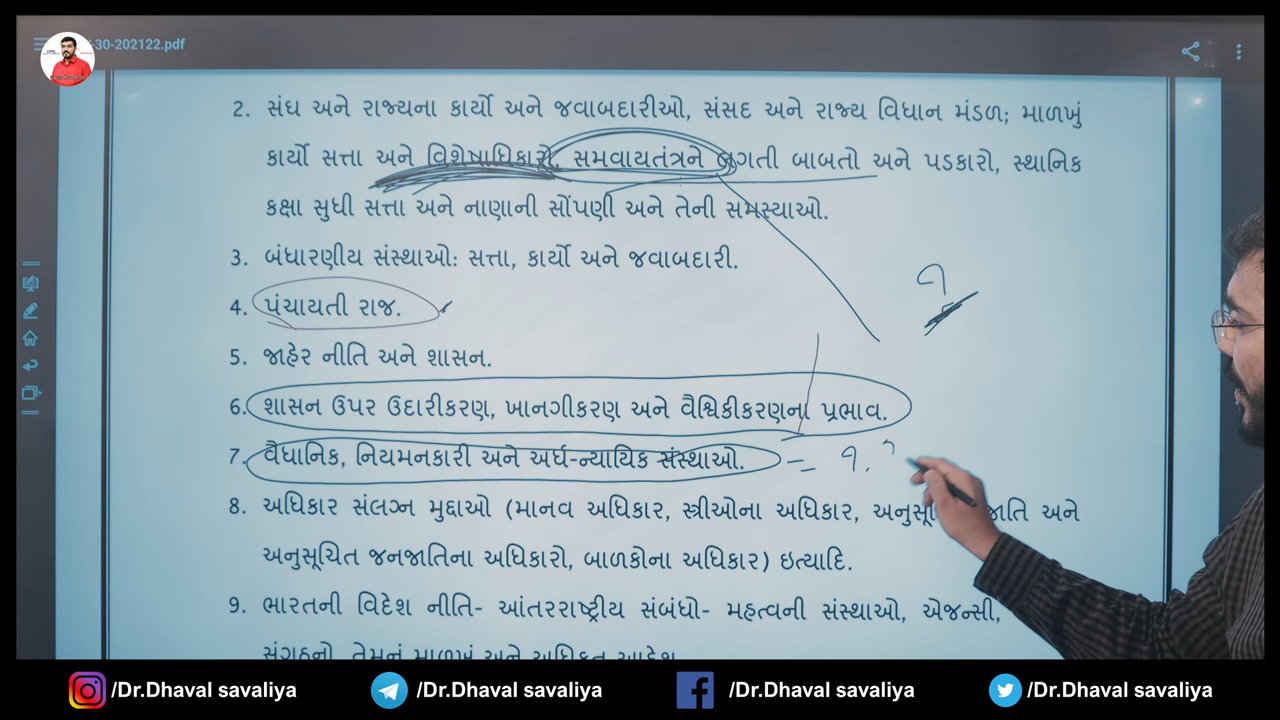 30-202122.pdf
2. સંઘ અને રાજ્યના કાર્યો અને જવાબદારીઓ, સંસદ અને રાજ્ય વિધાન મંડળ; માળખું
કાર્યો સત્તા અને વિશેષાધિકારો, સમવાયતંત્રને લગતી બાબતો અને પડકારો, સ્થાનિક
કક્ષા સુધી સત્તા અને નાણાની સોંપણી અને તેની સમસ્યાઓ.
3. બંધારણીય સંસ્થાઓ: સત્તા, કાર્યો અને જવાબદારી.
4. પંચાયતી રાજ.
5. જાહેર નીતિ અને શાસન.
6. શાસન ઉપર ઉદારીકરણ, ખાનગીકરણ અને વૈશ્વિકીકરણના પ્રભાવ.
7. વૈધાનિક, નિયમનકારી અને અર્ધ-ન્યાયિક સંસ્થાઓ.
8. અધિકાર સંલગ્ન મુદ્દાઓ (માનવ અધિકાર, સ્ત્રીઓના અધિકાર, અને
અનુસૂચિત જનજાતિના અધિકારો, બાળકોના અધિકાર) ઇત્યાદિ.
9. ભારતની વિદેશ નીતિ- આંતરરાષ્ટ્રીય સંબંધો- મહત્વની સંસ્થાઓ, એજન્સી,
/Dr.Dhaval savaliya /Dr.Dhaval savaliya /Dr.Dhaval savaliya /Dr.Dhaval savaliya